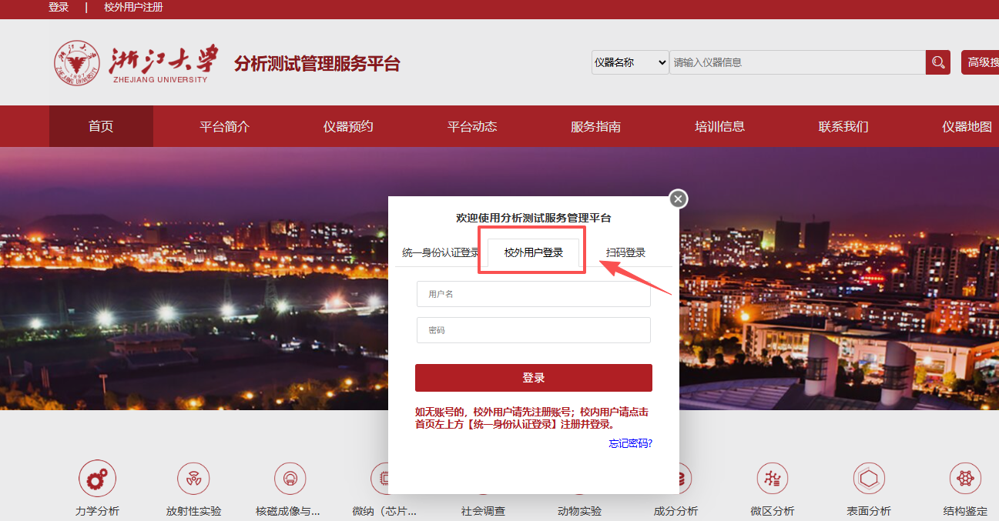 登录 | 校外用户注册
浙江大学
ZHEJIANG UNIVERSITY
分析测试管理服务平台
仪器名称 请输入仪器信息 高级搜
首页 平台简介 仪器预约 平台动态 服务指南 培训信息 联系我们 仪器地图
欢迎使用分析测试服务管理平台
统一身份认证登录 校外用户登录 扫码登录
用户名
密码
登录
如无账号的，校外用户请先注册账号；校内用户请点击
首页左上方【统一身份认证登录】注册并登录。
忘记密码?
力学分析 放射性实验 核磁成像与... 微纳（芯片... 社会调查 动物实验 成分分析 微区分析 表面分析 结构鉴定